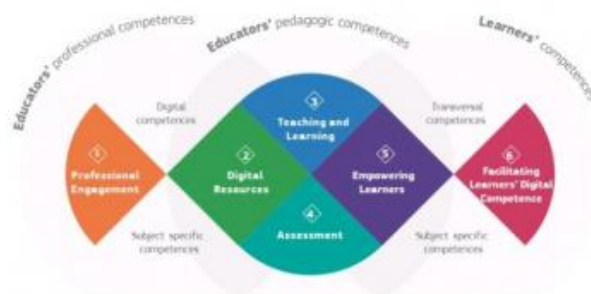 Educators' professional competences
Educators' pedagogic competences
Learners' competences
Digital
competences
3
Teaching and
Learning
Transversal
competences
1
Professional
Engagement
2
Digital
Resources
5
Empowering
Learners
6
Facilitating
Learners' Digital
Competence
4
Assessment
Subject specific
competences
Subject specific
competences